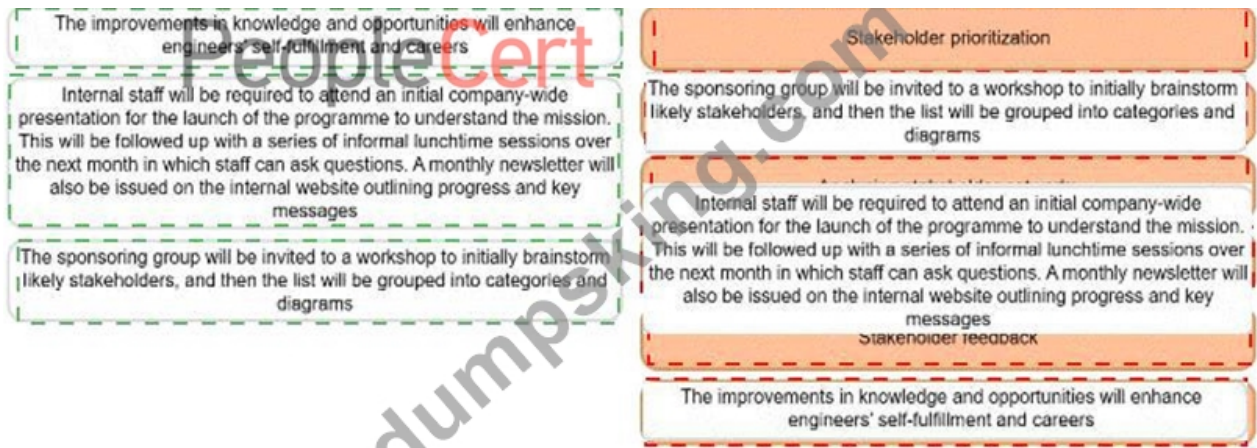 The improvements in knowledge and opportunities will enhance
engineers' self-fulfillment and careers
PeopleCert
Internal staff will be required to attend an initial company-wide
presentation for the launch of the programme to understand the mission.
This will be followed up with a series of informal lunchtime sessions over
the next month in which staff can ask questions. A monthly newsletter will
also be issued on the internal website outlining progress and key
messages
The sponsoring group will be invited to a workshop to initially brainstorm
likely stakeholders, and then the list will be grouped into categories and
diagrams
Stakeholder prioritization
The sponsoring group will be invited to a workshop to initially brainstorm
likely stakeholders, and then the list will be grouped into categories and
diagrams
Internal staff will be required to attend an initial company-wide
presentation for the launch of the programme to understand the mission.
This will be followed up with a series of informal lunchtime sessions over
the next month in which staff can ask questions. A monthly newsletter will
also be issued on the internal website outlining progress and key
messages
Stakeholder feedback
The improvements in knowledge and opportunities will enhance
engineers' self-fulfillment and careers
dumpsking.com